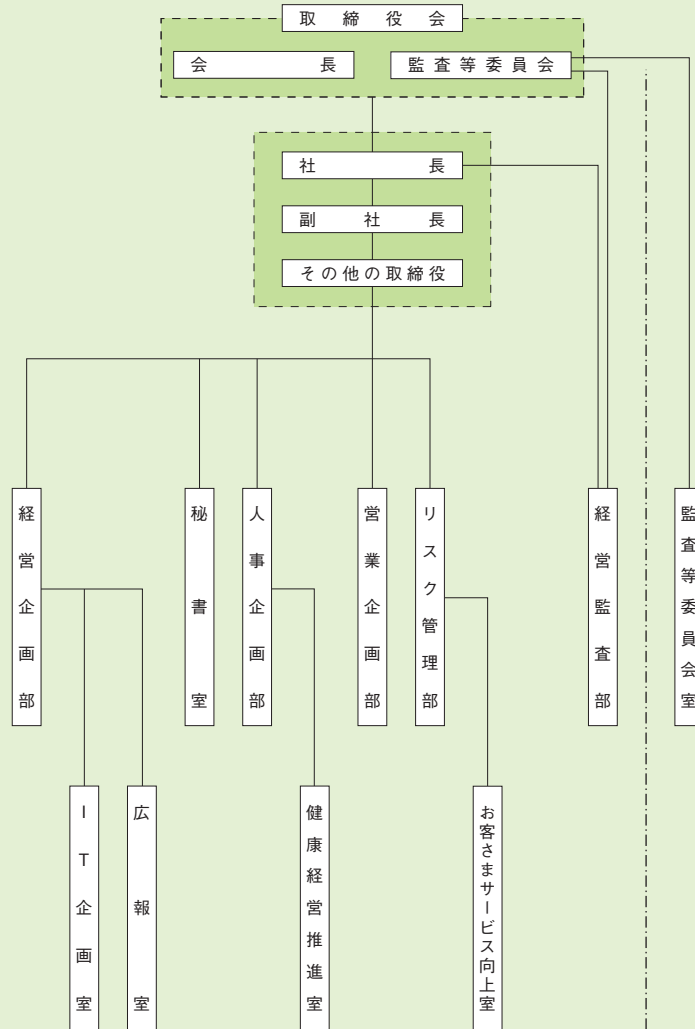 取締役会
会長
監査等委員会
社長
副社長
その他の取締役
経営企画部
秘書室
人事企画部
営業企画部
リスク管理部
経営監査部
監査等委員会室
IT企画室
広報室
健康経営推進室
お客さまサービス向上室